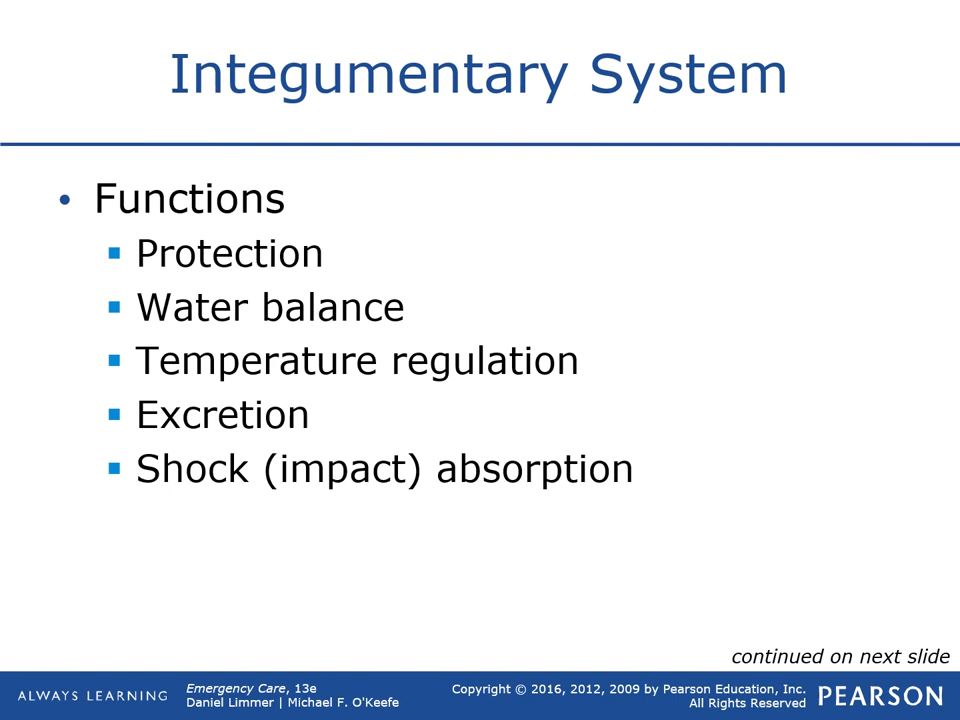 Integumentary System
• Functions
▪ Protection
▪ Water balance
▪ Temperature regulation
▪ Excretion
▪ Shock (impact) absorption
continued on next slide
ALWAYS LEARNING
Emergency Care, 13e
Daniel Limmer | Michael F. O'Keefe
Copyright © 2016, 2012, 2009 by Pearson Education, Inc.
All Rights Reserved
PEARSON